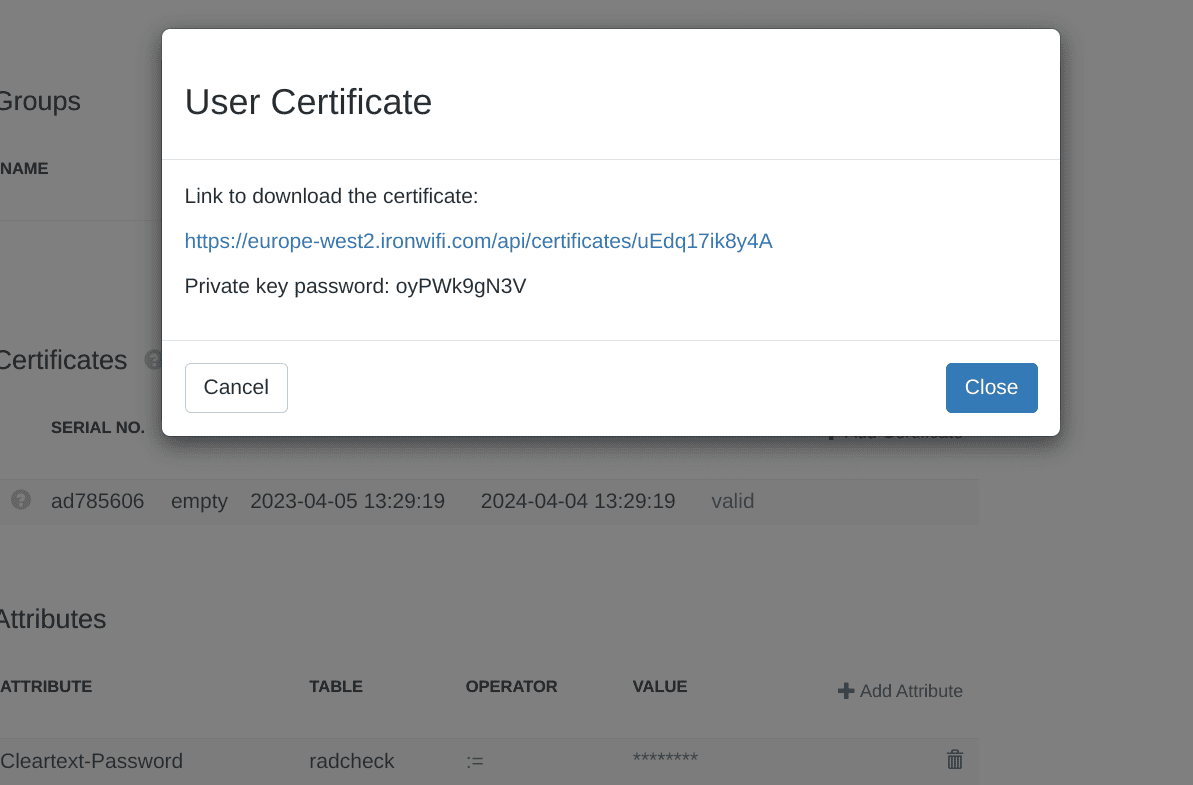 User Certificate
Link to download the certificate:
https://europe-west2.ironwifi.com/api/certificates/uEdq17ik8y4A
Private key password: oyPWk9gN3V
Cancel
Close
Groups
NAME
Certificates
SERIAL NO.
Add Certificate
ad785606 empty 2023-04-05 13:29:19 2024-04-04 13:29:19 valid
Attributes
ATTRIBUTE TABLE OPERATOR VALUE Add Attribute
Cleartext-Password radcheck := ********